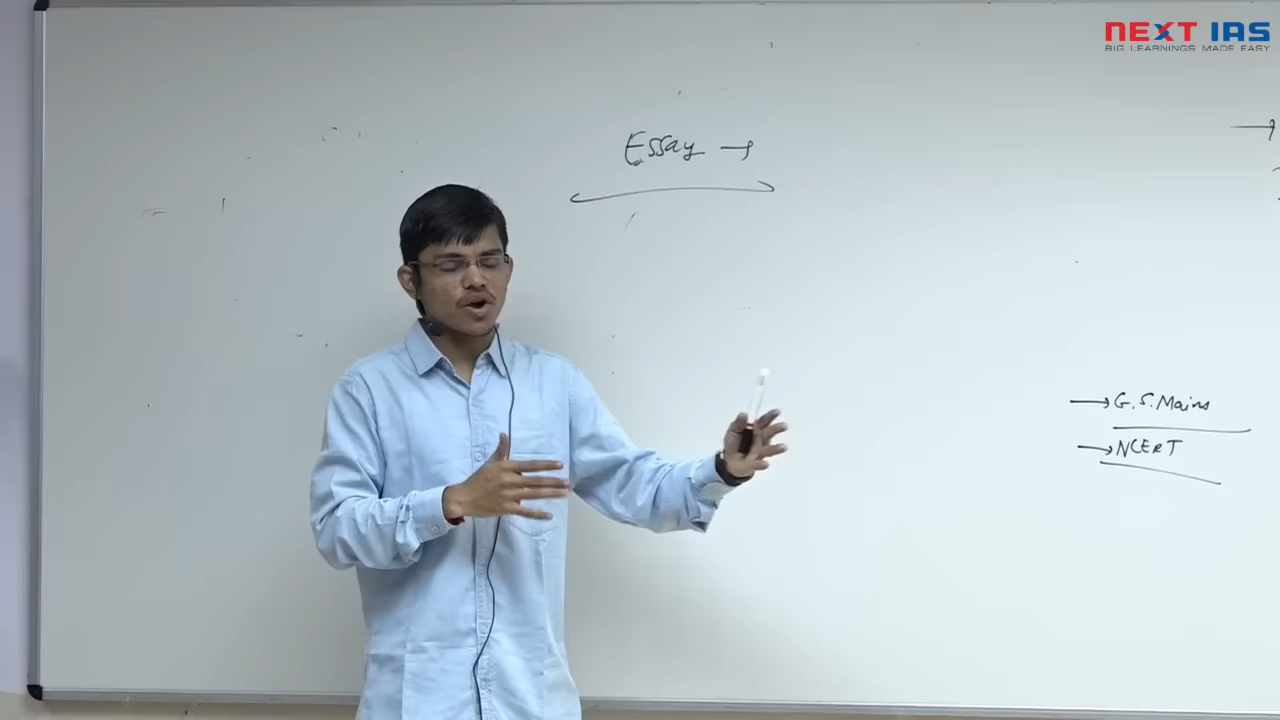 NEXT IAS
BIG LEARNINGS MADE EASY
Essay →
→ G.S.Mains
→ NCERT